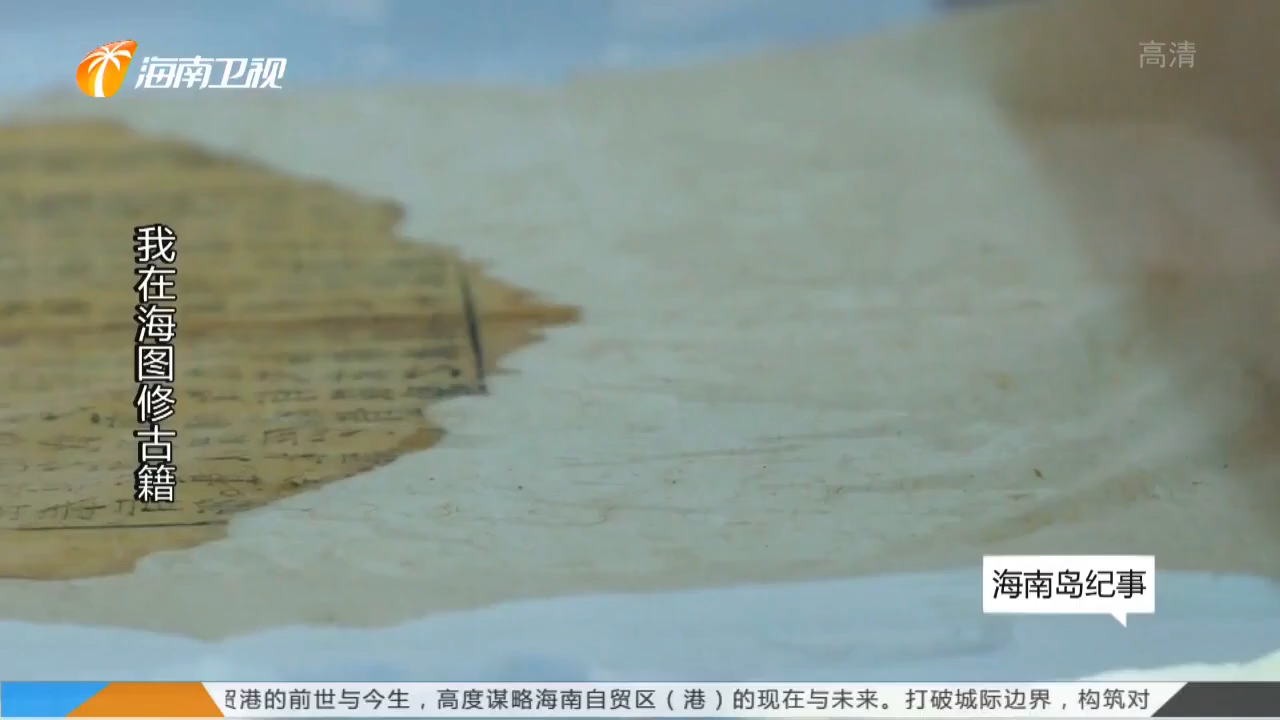 海南卫视
高清
我在海图修古籍
海南岛纪事
贸港的前世与今生，高度谋略海南自贸区（港）的现在与未来。打破城际边界，构筑对